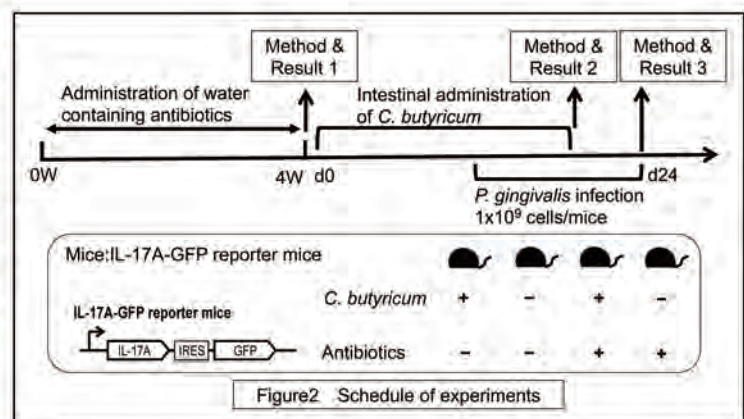 Method &
Result 1
Method &
Result 2
Method &
Result 3
Administration of water
containing antibiotics
Intestinal administration
of C. butyricum
0W
4W
d0
d24
P. gingivalis infection
1x10⁹ cells/mice
Mice:IL-17A-GFP reporter mice
C. butyricum + - + -
IL-17A-GFP reporter mice
IL-17A IRES GFP
Antibiotics - - + +
Figure2 Schedule of experiments